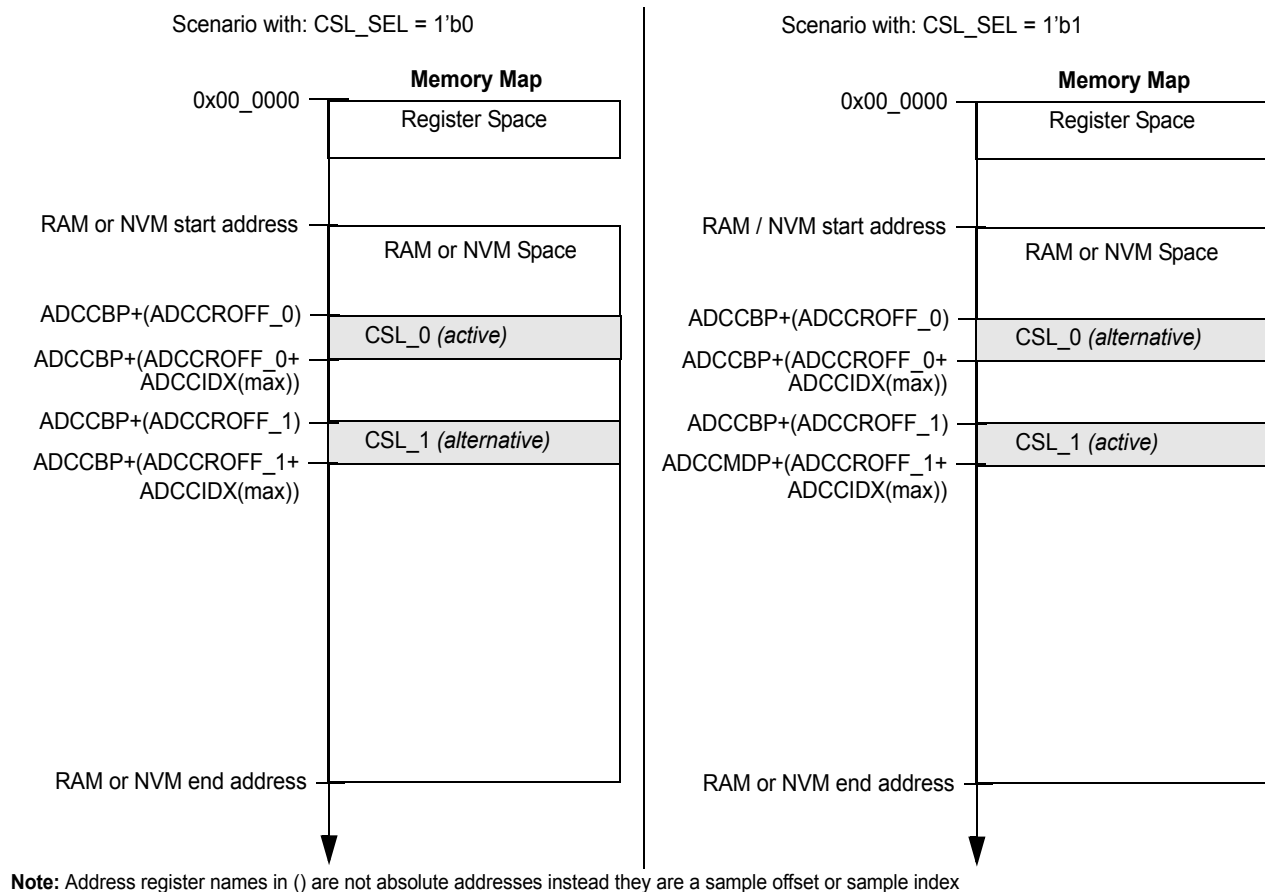 Scenario with: CSL_SEL = 1’b0
Memory Map
0x00_0000
Register Space
RAM or NVM start address
RAM or NVM Space
ADCCBP+(ADCCROFF_0)
CSL_0 (active)
ADCCBP+(ADCCROFF_0+
ADCCIDX(max))
ADCCBP+(ADCCROFF_1)
CSL_1 (alternative)
ADCCBP+(ADCCROFF_1+
ADCCIDX(max))
RAM or NVM end address
Scenario with: CSL_SEL = 1’b1
Memory Map
0x00_0000
Register Space
RAM / NVM start address
RAM or NVM Space
ADCCBP+(ADCCROFF_0)
CSL_0 (alternative)
ADCCBP+(ADCCROFF_0+
ADCCIDX(max))
ADCCBP+(ADCCROFF_1)
CSL_1 (active)
ADCCMDP+(ADCCROFF_1+
ADCCIDX(max))
RAM or NVM end address
Note: Address register names in () are not absolute addresses instead they are a sample offset or sample index